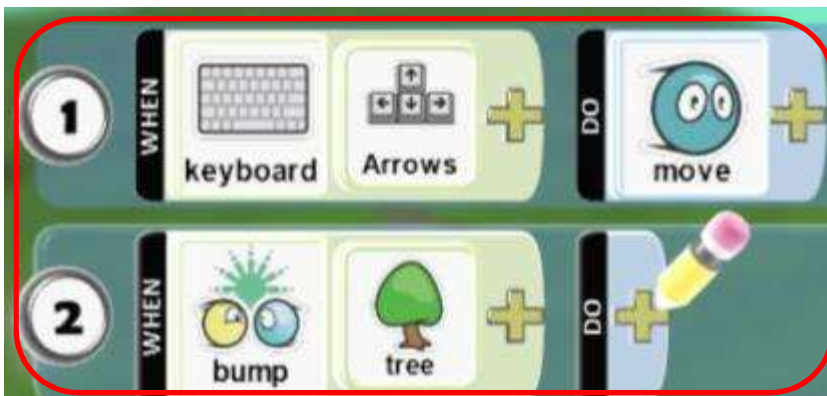 1
WHEN
keyboard
Arrows
DO
move
2
WHEN
bump
tree
DO